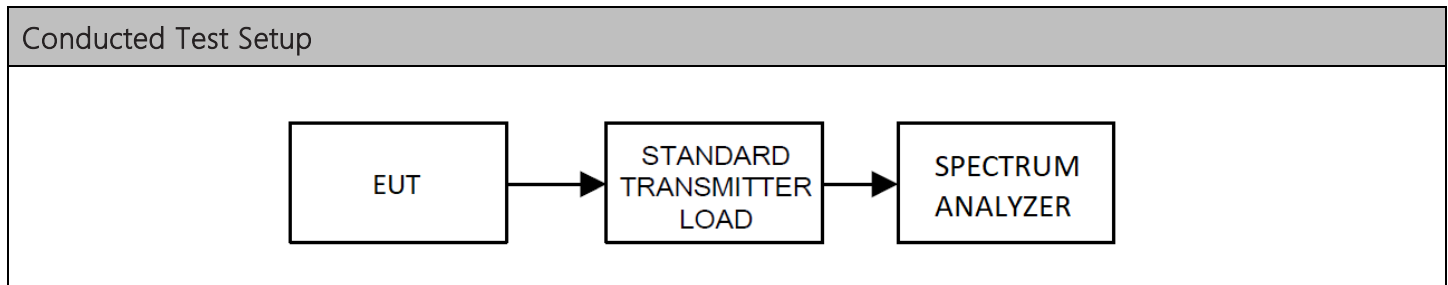 Conducted Test Setup
EUT
STANDARD
TRANSMITTER
LOAD
SPECTRUM
ANALYZER